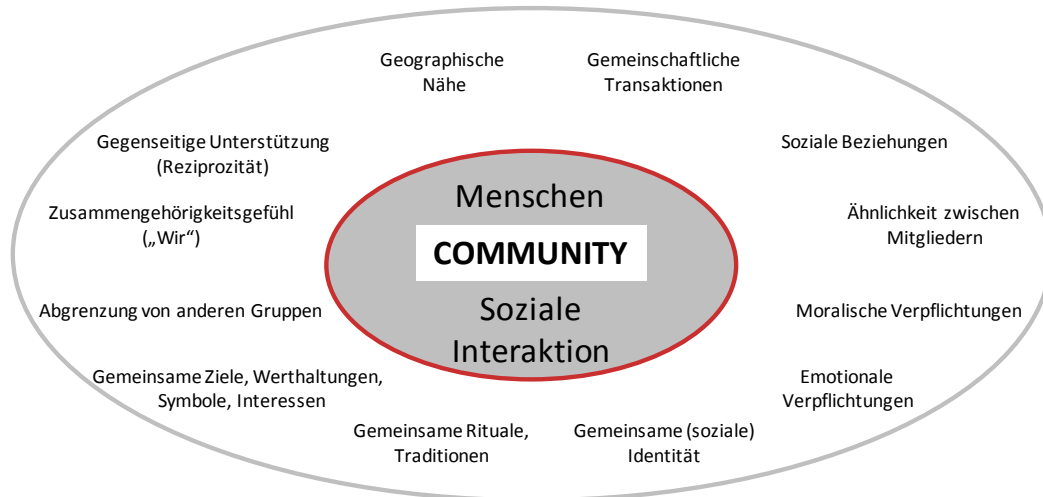 Geographische
Nähe
Gemeinschaftliche
Transaktionen
Gegenseitige Unterstützung
(Reziprozität)
Soziale Beziehungen
Zusammengehörigkeitsgefühl
(„Wir“)
Menschen
COMMUNITY
Soziale
Interaktion
Ähnlichkeit zwischen
Mitgliedern
Abgrenzung von anderen Gruppen
Moralische Verpflichtungen
Gemeinsame Ziele, Werthaltungen,
Symbole, Interessen
Emotionale
Verpflichtungen
Gemeinsame Rituale,
Traditionen
Gemeinsame (soziale)
Identität